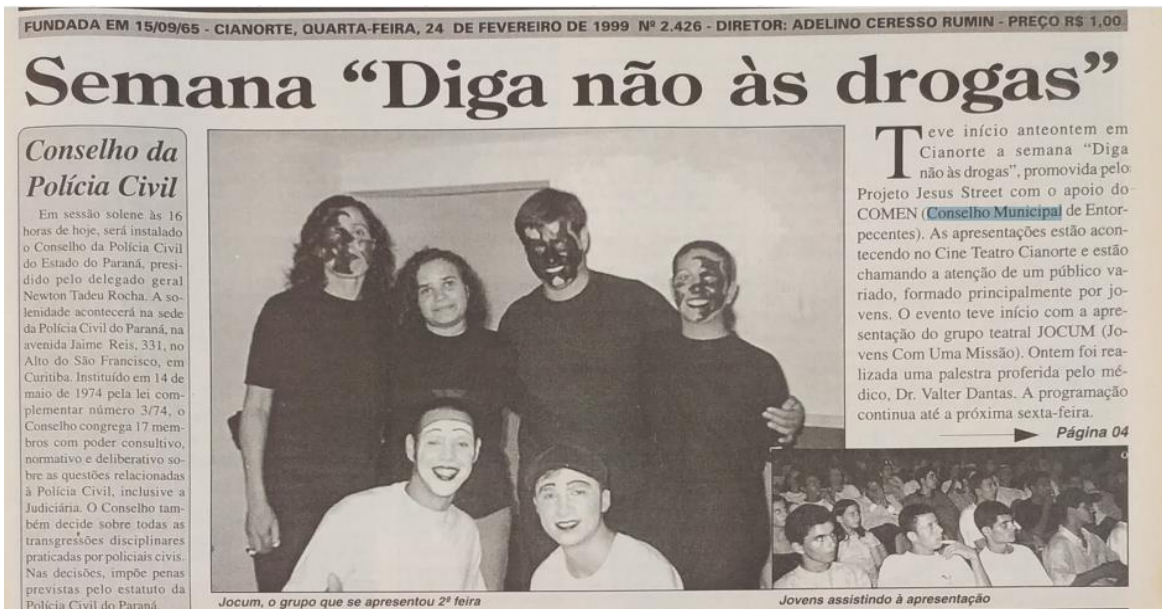 FUNDADA EM 15/09/65 - CIANORTE, QUARTA-FEIRA, 24 DE FEVEREIRO DE 1999 Nº 2.426 - DIRETOR: ADELINO CERESSO RUMIN - PREÇO R$ 1,00
Semana “Diga não às drogas”
Conselho da
Polícia Civil
Em sessão solene às 16
horas de hoje, será instalado
o Conselho da Polícia Civil
do Estado do Paraná, presi-
dido pelo delegado geral
Newton Tadeu Rocha. A so-
lenidade acontecerá na sede
da Polícia Civil do Paraná, na
avenida Jaime Reis, 331, no
Alto do São Francisco, em
Curitiba. Instituído em 14 de
maio de 1974 pela lei com-
plementar número 3/74, o
Conselho congrega 17 mem-
bros com poder consultivo,
normativo e deliberativo so-
bre as questões relacionadas
à Polícia Civil, inclusive a
Judiciária. O Conselho tam-
bém decide sobre todas as
transgressões disciplinares
praticadas por policiais civis.
Nas decisões, impõe penas
previstas pelo estatuto da
Polícia Civil do Paraná.
Jocum, o grupo que se apresentou 2ª feira
Teve início anteontem em
Cianorte a semana “Diga
não às drogas”, promovida pelo
Projeto Jesus Street com o apoio do
COMEN (Conselho Municipal de Entor-
pecentes). As apresentações estão acon-
tecendo no Cine Teatro Cianorte e estão
chamando a atenção de um público va-
riado, formado principalmente por jo-
vens. O evento teve início com a apre-
sentação do grupo teatral JOCUM (Jo-
vens Com Uma Missão). Ontem foi rea-
lizada uma palestra proferida pelo mé-
dico, Dr. Valter Dantas. A programação
continua até a próxima sexta-feira.
Página 04
Jovens assistindo à apresentação